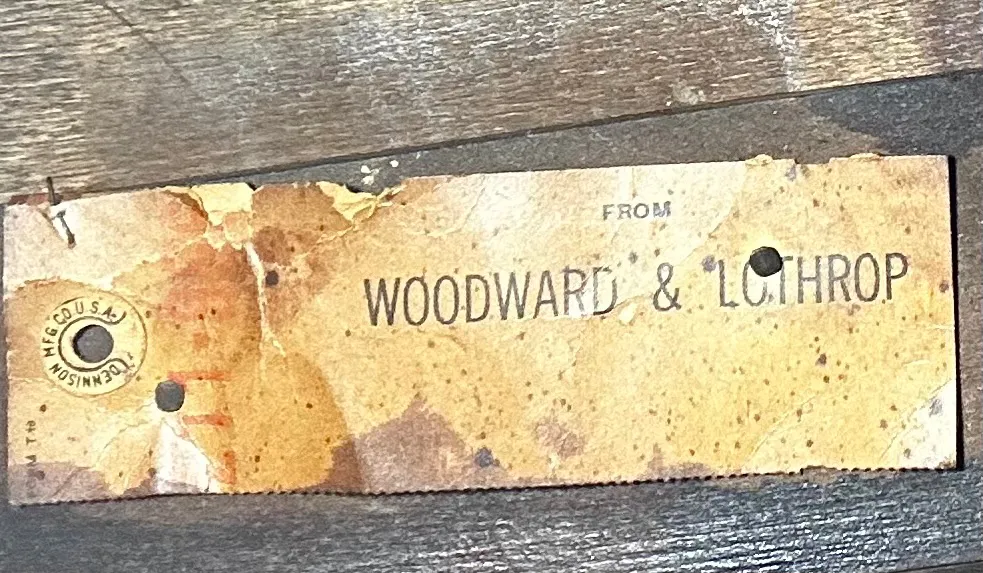 FROM
WOODWARD & LOTHROP
DENNISON MFG CO U.S.A.